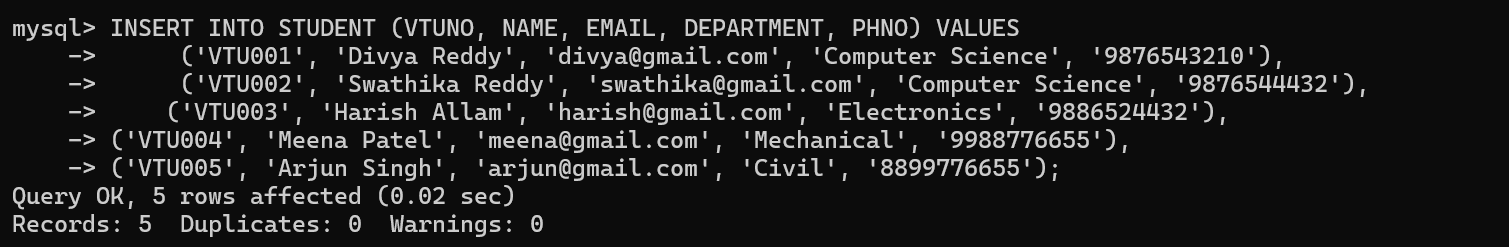 mysql> INSERT INTO STUDENT (VTUNO, NAME, EMAIL, DEPARTMENT, PHNO) VALUES
    ->      ('VTU001', 'Divya Reddy', 'divya@gmail.com', 'Computer Science', '9876543210'),
    ->      ('VTU002', 'Swathika Reddy', 'swathika@gmail.com', 'Computer Science', '9876544432'),
    ->     ('VTU003', 'Harish Allam', 'harish@gmail.com', 'Electronics', '9886524432'),
    -> ('VTU004', 'Meena Patel', 'meena@gmail.com', 'Mechanical', '9988776655'),
    -> ('VTU005', 'Arjun Singh', 'arjun@gmail.com', 'Civil', '8899776655');
Query OK, 5 rows affected (0.02 sec)
Records: 5  Duplicates: 0  Warnings: 0